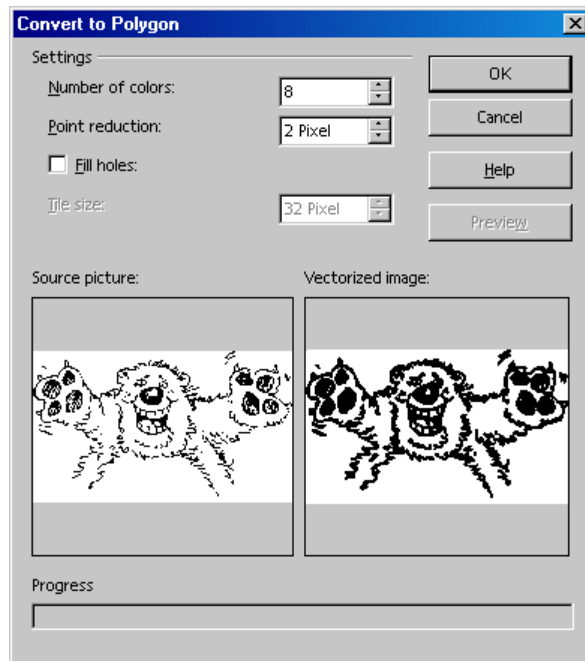 Convert to Polygon
Settings
Number of colors:
8
Point reduction:
2 Pixel
Fill holes:
Tile size:
32 Pixel
OK
Cancel
Help
Preview
Source picture:
Vectorized image:
Progress